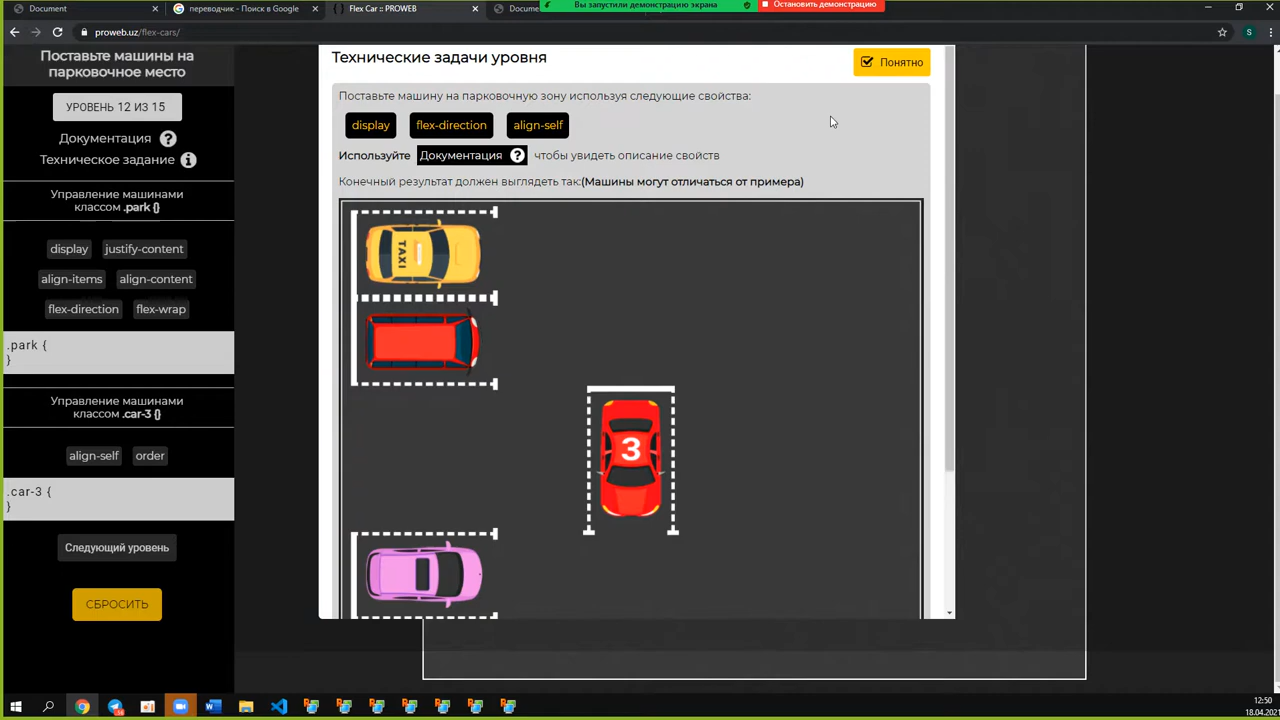 Document
переводчик - Поиск в Google
Flex Car :: PROWEB
Docume
Вы запустили демонстрацию экрана
Остановить демонстрацию
proweb.uz/flex-cars/
S
Поставьте машины на
парковочное место
УРОВЕНЬ 12 ИЗ 15
Документация ?
Техническое задание i
Управление машинами
классом .park {}
display justify-content
align-items align-content
flex-direction flex-wrap
.park {
}
Управление машинами
классом .car-3 {}
align-self order
.car-3 {
}
Следующий уровень
СБРОСИТЬ
Технические задачи уровня
Понятно
Поставьте машину на парковочную зону используя следующие свойства:
display flex-direction align-self
Используйте Документация ? чтобы увидеть описание свойств
Конечный результат должен выглядеть так:(Машины могут отличаться от примера)
TAXI
3
12:50
18.04.202